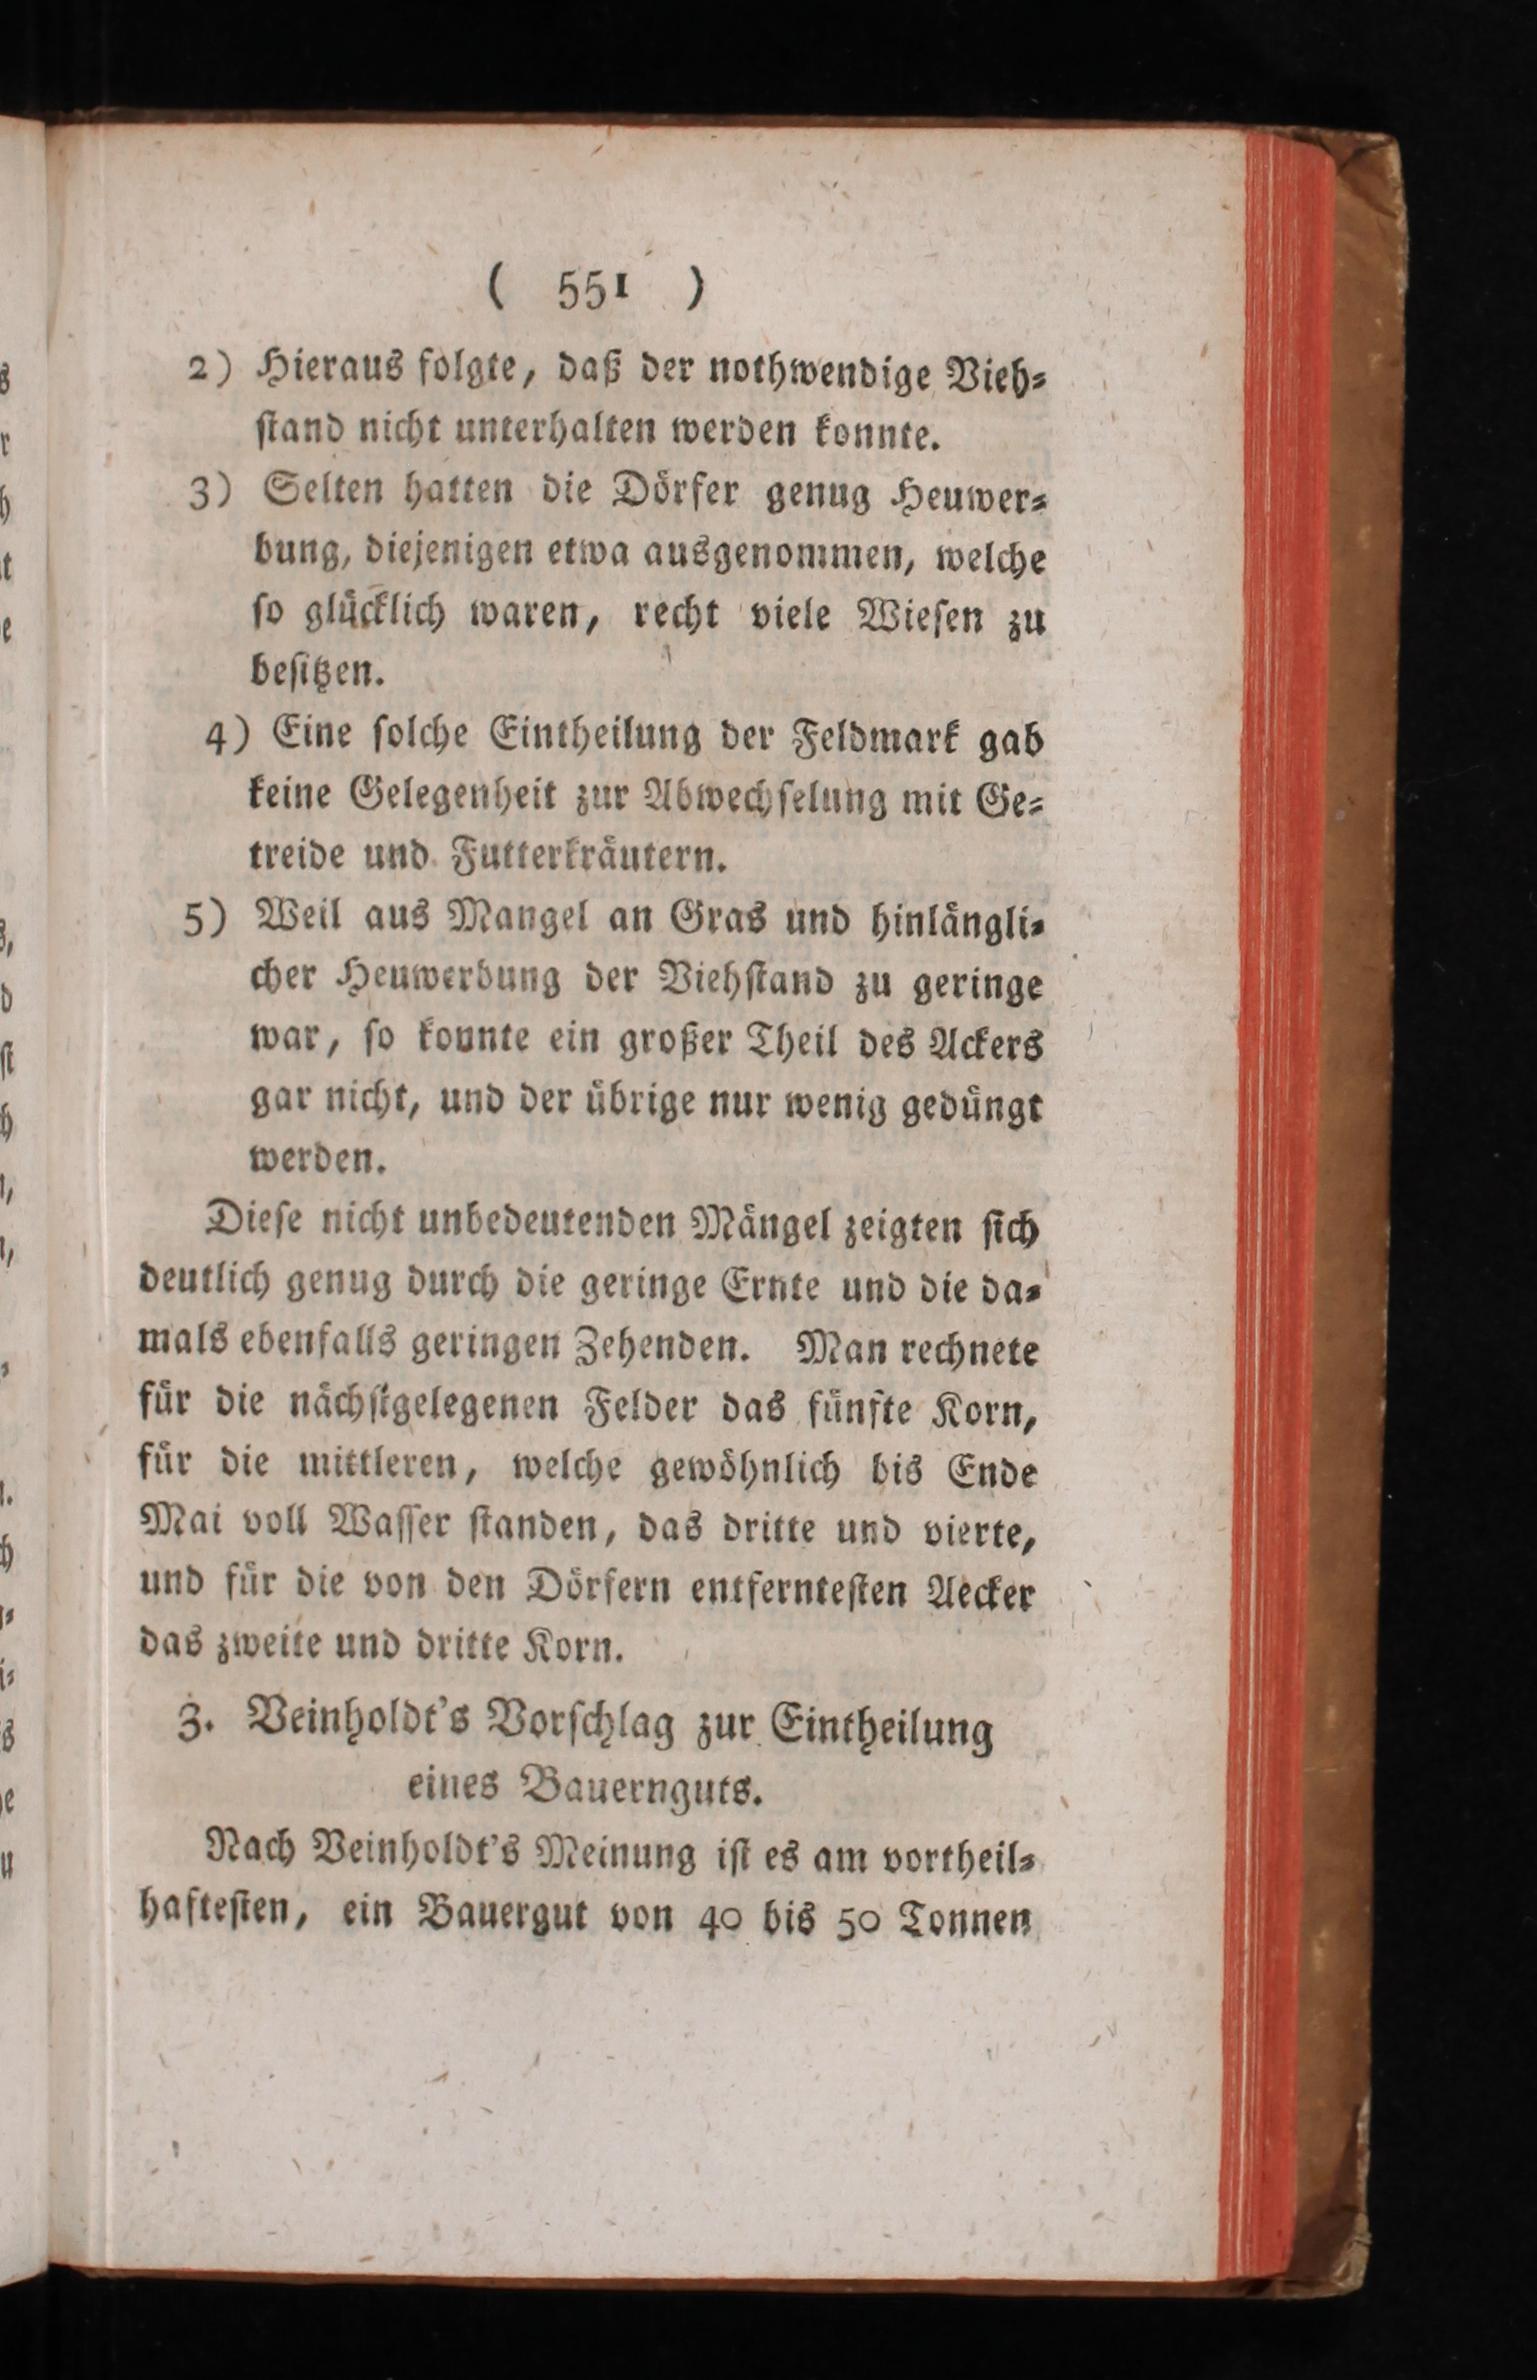 ( 551 )
2) Hieraus folgte, daß der nothwendige Vieh⸗
ſtand nicht unterhalten werden konnte.
3) Selten hatten die Dörfer genug Heuwer⸗
bung, diejenigen etwa ausgenommen, welche
ſo glücklich waren, recht viele Wieſen zu
beſitzen.
4) Eine ſolche Eintheilung der Feldmark gab
keine Gelegenheit zur Abwechſelung mit Ge⸗
treide und Futterkräutern.
5) Weil aus Mangel an Gras und hinlängli⸗
cher Heuwerbung der Viehſtand zu geringe
war, ſo konnte ein großer Theil des Ackers
gar nicht, und der übrige nur wenig gedüngt
werden.
Dieſe nicht unbedeutenden Mängel zeigten ſich
deutlich genug durch die geringe Ernte und die da⸗
mals ebenfalls geringen Zehenden. Man rechnete
für die nächſtgelegenen Felder das fünfte Korn,
für die mittleren, welche gewöhnlich bis Ende
Mai voll Waſſer ſtanden, das dritte und vierte,
und für die von den Dörfern entfernteſten Aecker
das zweite und dritte Korn.
3. Veinholdt's Vorſchlag zur Eintheilung
eines Bauernguts.
Nach Veinholdt's Meinung iſt es am vortheil⸗
hafteſten, ein Bauergut von 40 bis 50 Tonnen